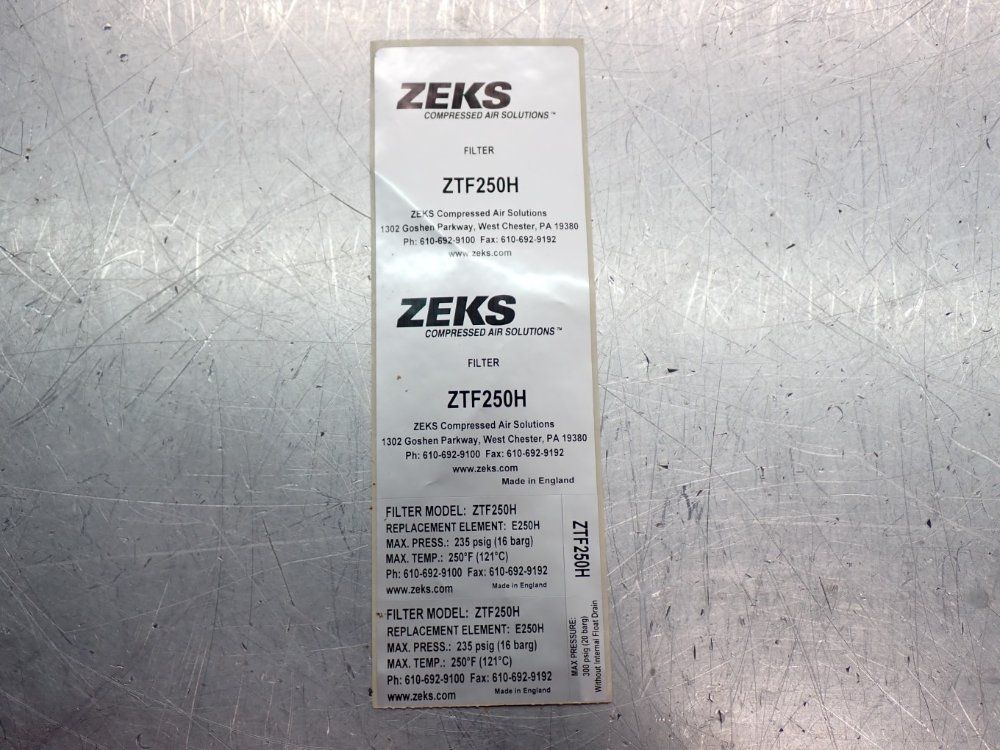 ZEKS
COMPRESSED AIR SOLUTIONS™
FILTER
ZTF250H
ZEKS Compressed Air Solutions
1302 Goshen Parkway, West Chester, PA 19380
Ph: 610-692-9100 Fax: 610-692-9192
www.zeks.com
ZEKS
COMPRESSED AIR SOLUTIONS™
FILTER
ZTF250H
ZEKS Compressed Air Solutions
1302 Goshen Parkway, West Chester, PA 19380
Ph: 610-692-9100 Fax: 610-692-9192
www.zeks.com
Made in England
FILTER MODEL: ZTF250H
REPLACEMENT ELEMENT: E250H
MAX. PRESS.: 235 psig (16 barg)
MAX. TEMP.: 250°F (121°C)
Ph: 610-692-9100 Fax: 610-692-9192
www.zeks.com Made in England
FILTER MODEL: ZTF250H
REPLACEMENT ELEMENT: E250H
MAX. PRESS.: 235 psig (16 barg)
MAX. TEMP.: 250°F (121°C)
Ph: 610-692-9100 Fax: 610-692-9192
www.zeks.com Made in England
ZTF250H
MAX PRESSURE:
300 psig (20 barg)
Without Internal Float Drain